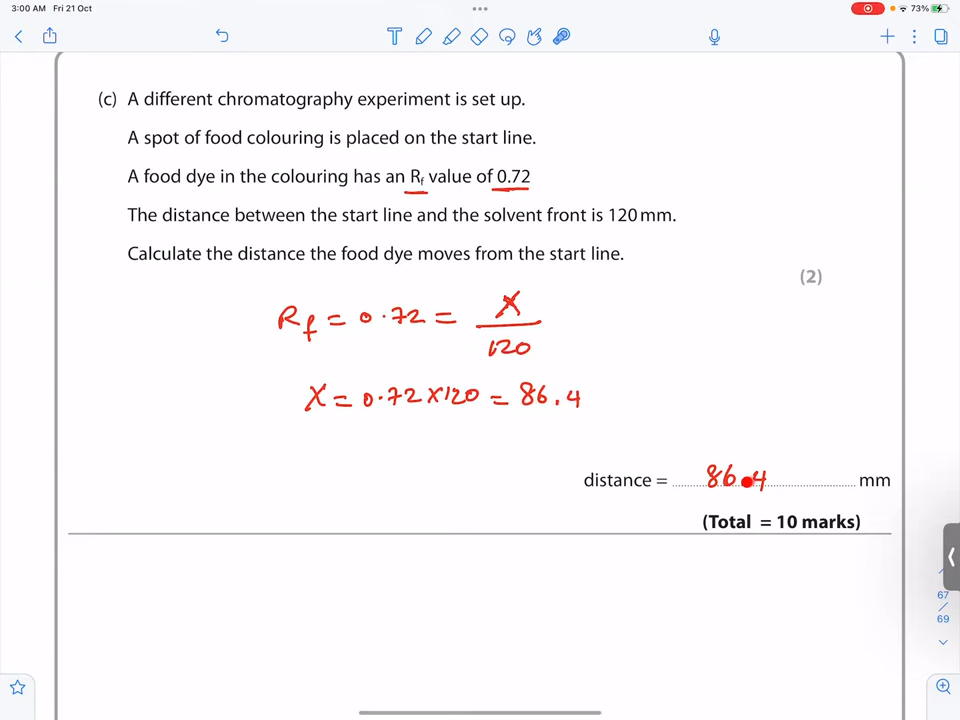 3:00 AM Fri 21 Oct
73%
(c) A different chromatography experiment is set up.
A spot of food colouring is placed on the start line.
A food dye in the colouring has an Rf value of 0.72
The distance between the start line and the solvent front is 120 mm.
Calculate the distance the food dye moves from the start line.
(2)
Rf = 0.72 = X / 120
X = 0.72 X 120 = 86.4
distance = 86.4 mm
(Total = 10 marks)
67
/
69